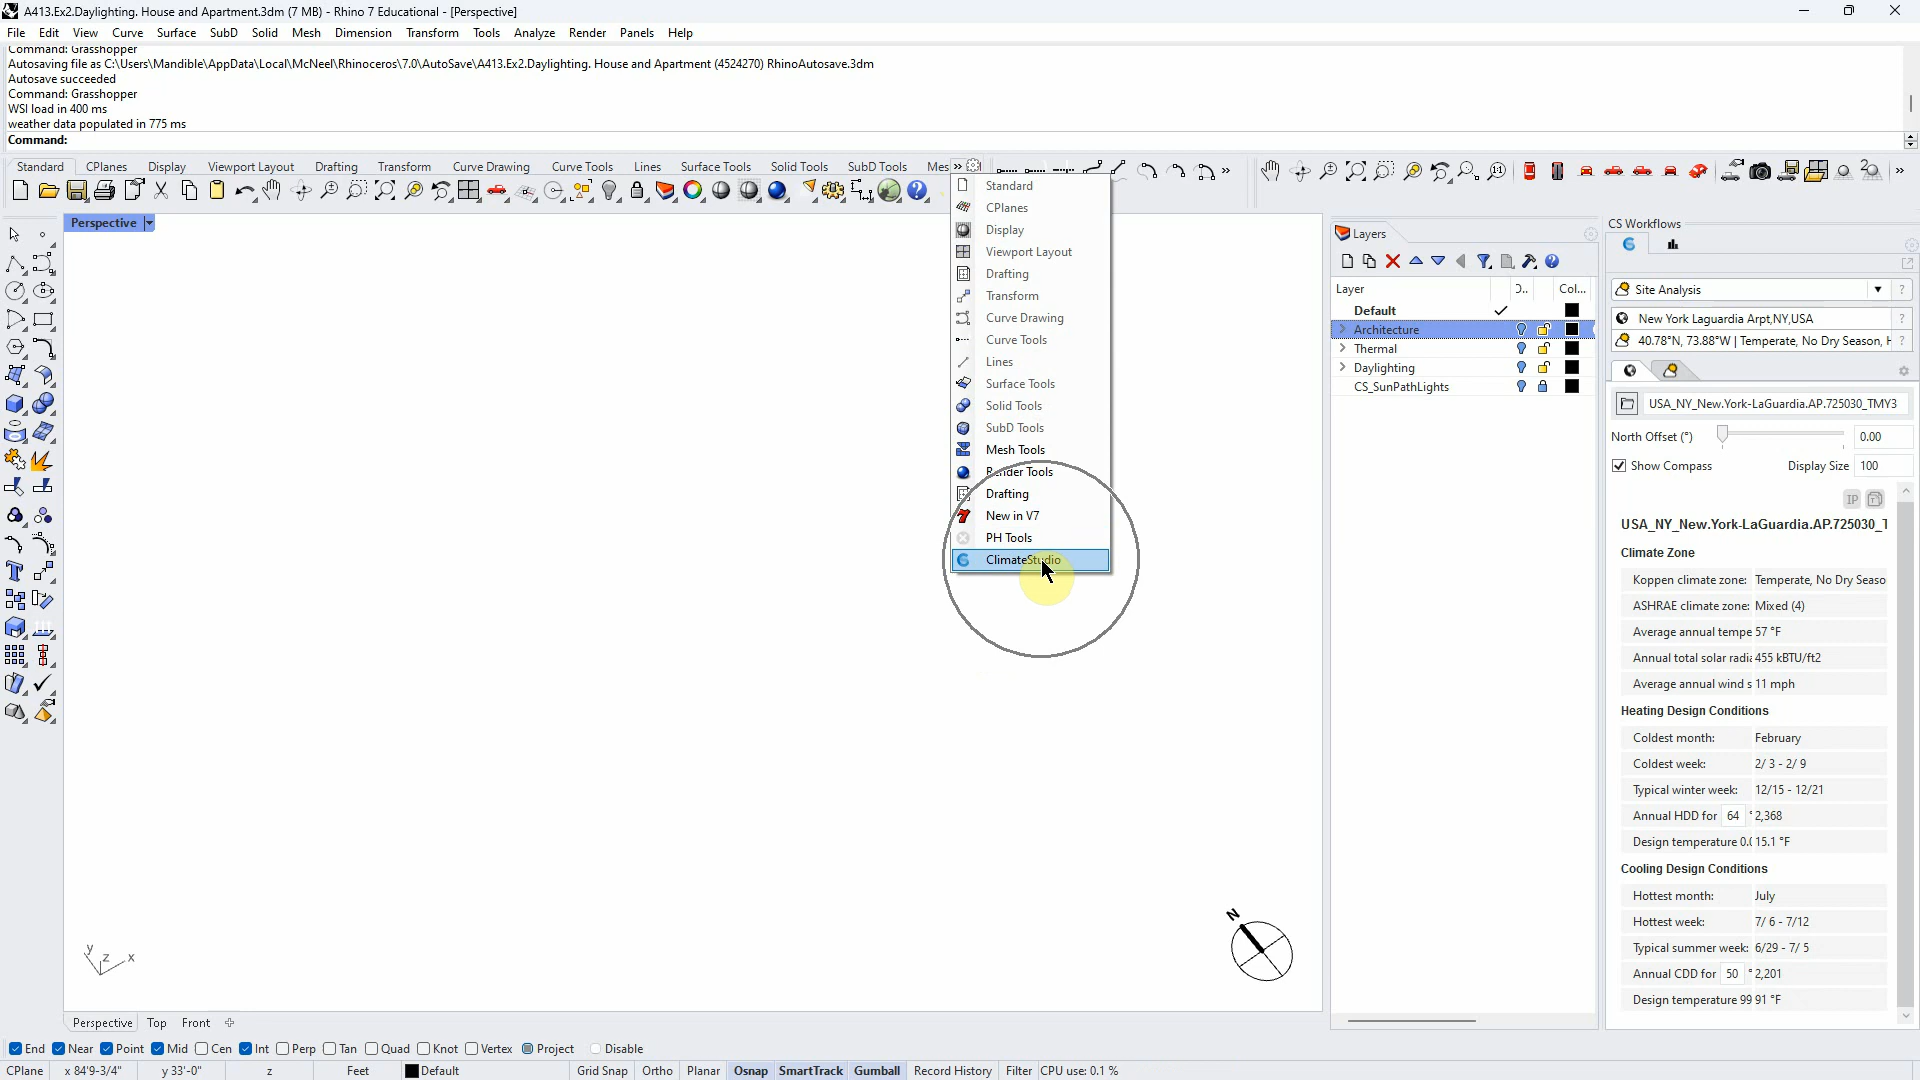 A413.Ex2.Daylighting. House and Apartment.3dm (7 MB) - Rhino 7 Educational - [Perspective]
File Edit View Curve Surface SubD Solid Mesh Dimension Transform Tools Analyze Render Panels Help
Command: Grasshopper
Autosaving file as C:\Users\Mandible\AppData\Local\McNeel\Rhinoceros\7.0\AutoSave\A413.Ex2.Daylighting. House and Apartment (4524270) RhinoAutosave.3dm
Autosave succeeded
Command: Grasshopper
WSI load in 400 ms
weather data populated in 775 ms
Command:
Standard CPlanes Display Viewport Layout Drafting Transform Curve Drawing Curve Tools Lines Surface Tools Solid Tools SubD Tools Mes »
Perspective
Standard
CPlanes
Display
Viewport Layout
Drafting
Transform
Curve Drawing
Curve Tools
Lines
Surface Tools
Solid Tools
SubD Tools
Mesh Tools
Render Tools
Drafting
New in V7
PH Tools
ClimateStudio
N
y z x
Layers
Layer Col...
Default
Architecture
Thermal
Daylighting
CS_SunPathLights
CS Workflows
Site Analysis
New York Laguardia Arpt,NY,USA
40.78°N, 73.88°W | Temperate, No Dry Season, H
USA_NY_New.York-LaGuardia.AP.725030_TMY3
North Offset (°) 0.00
Show Compass Display Size 100
IP
USA_NY_New.York-LaGuardia.AP.725030_T
Climate Zone
Koppen climate zone: Temperate, No Dry Seaso
ASHRAE climate zone: Mixed (4)
Average annual tempe 57 °F
Annual total solar radia 455 kBTU/ft2
Average annual wind s 11 mph
Heating Design Conditions
Coldest month: February
Coldest week: 2/ 3 - 2/ 9
Typical winter week: 12/15 - 12/21
Annual HDD for 64 ° 2,368
Design temperature 0.( 15.1 °F
Cooling Design Conditions
Hottest month: July
Hottest week: 7/ 6 - 7/12
Typical summer week: 6/29 - 7/ 5
Annual CDD for 50 ° 2,201
Design temperature 99 91 °F
Perspective Top Front
End Near Point Mid Cen Int Perp Tan Quad Knot Vertex Project Disable
CPlane x 84'9-3/4" y 33'-0" z Feet Default Grid Snap Ortho Planar Osnap SmartTrack Gumball Record History Filter CPU use: 0.1 %